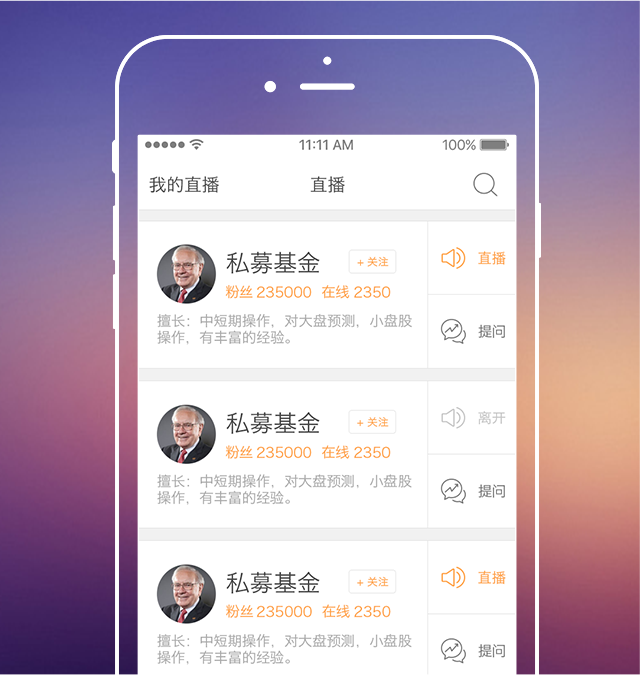 11:11 AM 100%
我的直播 直播
私募基金 + 关注 直播
粉丝 235000 在线 2350
擅长：中短期操作，对大盘预测，小盘股
操作，有丰富的经验。
提问
私募基金 + 关注 离开
粉丝 235000 在线 2350
擅长：中短期操作，对大盘预测，小盘股
操作，有丰富的经验。
提问
私募基金 + 关注 直播
粉丝 235000 在线 2350
擅长：中短期操作，对大盘预测，小盘股
操作，有丰富的经验。
提问